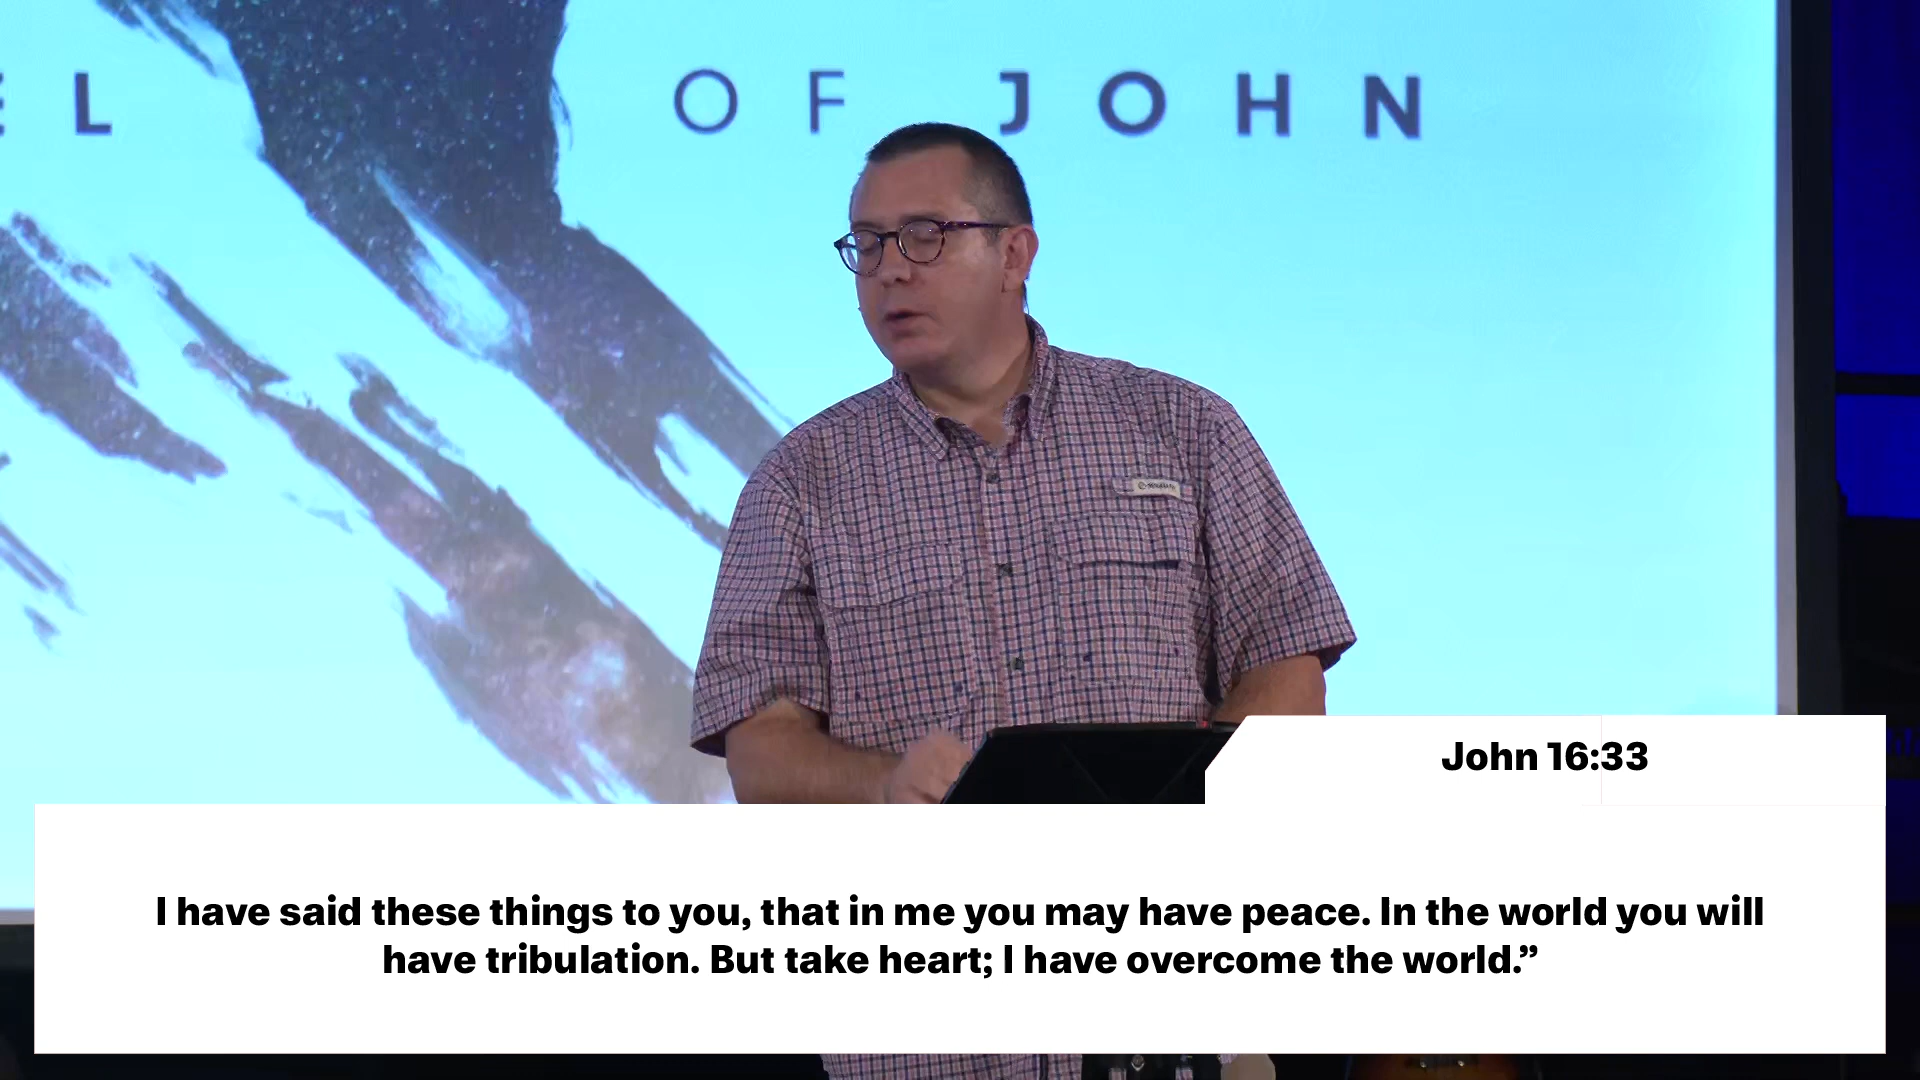 EL OF JOHN
John 16:33
I have said these things to you, that in me you may have peace. In the world you will
have tribulation. But take heart; I have overcome the world.”